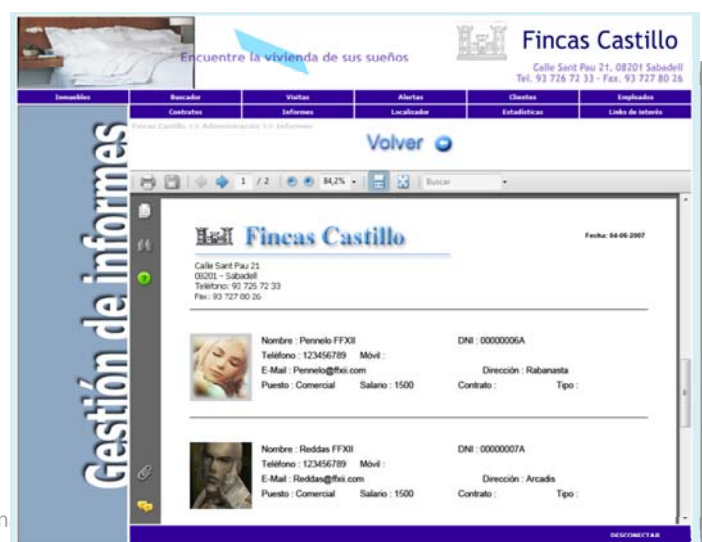 Encuentre la vivienda de sus sueños
Fincas Castillo
Calle Sant Pau 21, 08201 Sabadell
Tel. 93 726 72 33 - Fax. 93 727 80 26
Inmuebles Buscador Visitas Alertas Clientes Empleados
Contratos Informes Localizador Estadísticas Links de interés
Fincas Castillo >> Administración >> Informes
Volver
Gestión de informes
1 / 2 84,2% Buscar
Fincas Castillo
Fecha: 04-06-2007
Calle Sant Pau 21
08201 - Sabadell
Teléfono: 93 726 72 33
Fax: 93 727 80 26
Nombre : Pennelo FFXII DNI : 00000006A
Teléfono : 123456789 Móvil :
E-Mail : Pennelo@ffxii.com Dirección : Rabanasta
Puesto : Comercial Salario : 1500 Contrato : Tipo :
Nombre : Reddas FFXII DNI : 00000007A
Teléfono : 123456789 Móvil :
E-Mail : Reddas@ffxii.com Dirección : Arcadis
Puesto : Comercial Salario : 1500 Contrato : Tipo :
DESCONECTAR